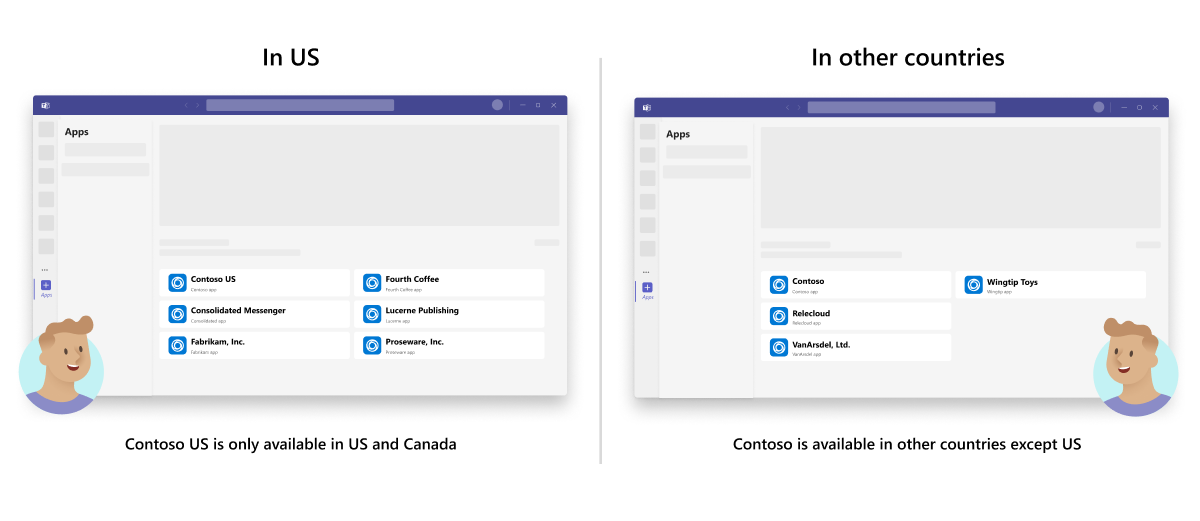 In US
Apps
Contoso US
Contoso app
Fourth Coffee
Fourth Coffee app
Consolidated Messenger
Consolidated app
Lucerne Publishing
Lucerne app
Fabrikam, Inc.
Fabrikam app
Proseware, Inc.
Proseware app
Apps
Contoso US is only available in US and Canada
In other countries
Apps
Contoso
Contoso app
Wingtip Toys
Wingtip app
Relecloud
Relecloud app
VanArsdel, Ltd.
VanArsdel app
Apps
Contoso is available in other countries except US